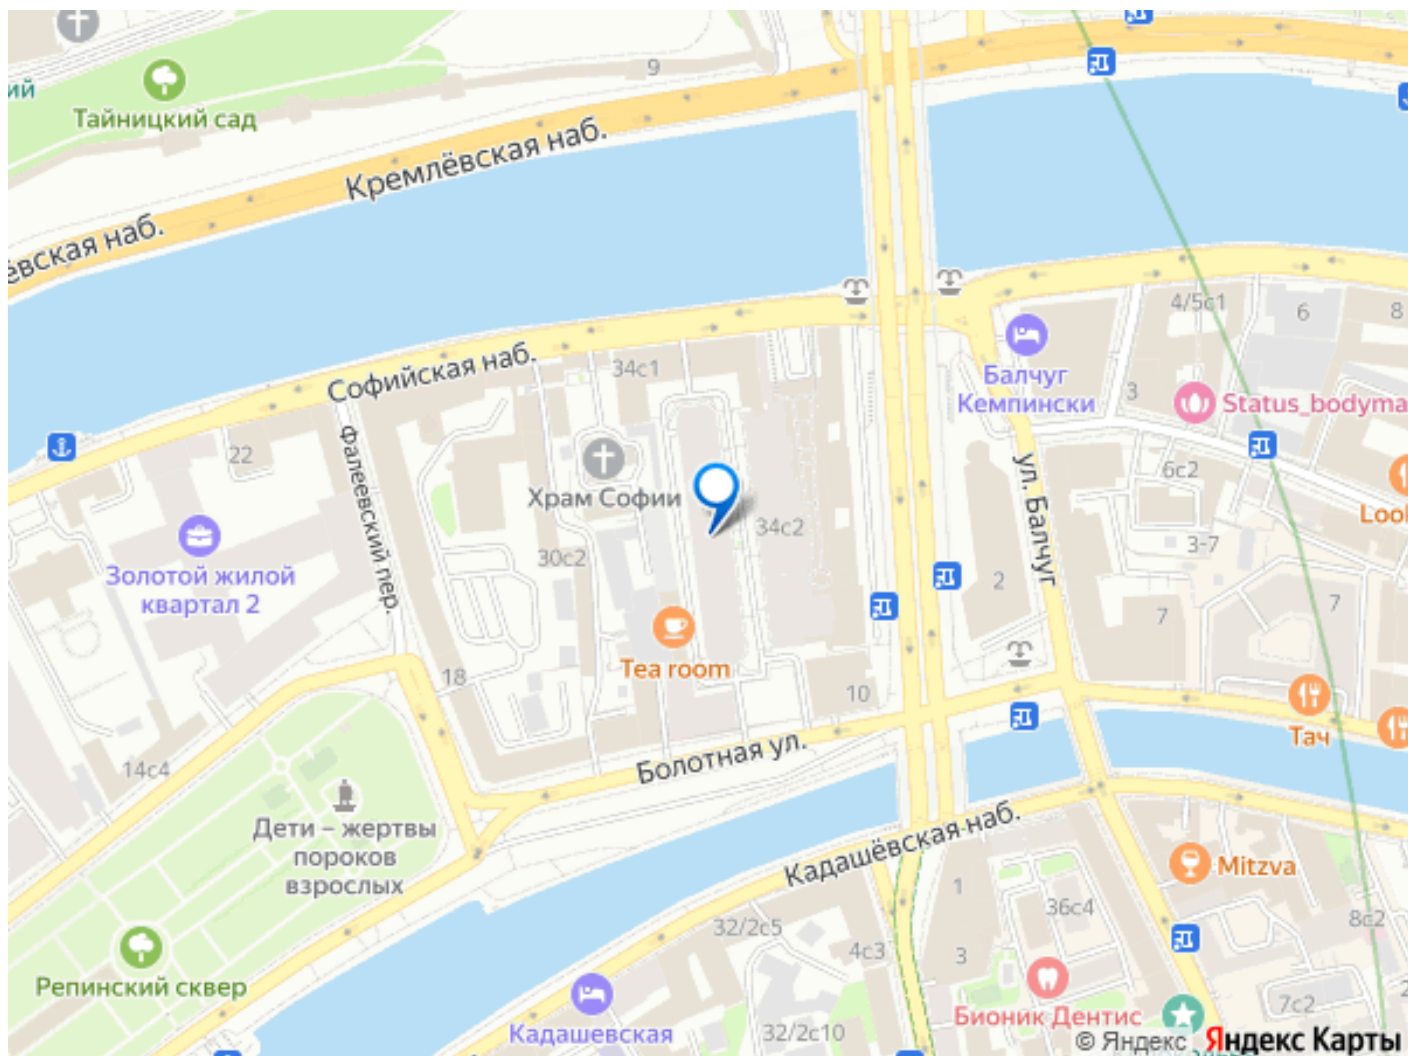 ий
Тайницкий сад
9
Кремлёвская наб.
ёвская наб.
4/5с1
6
8
Балчуг
Кемпински
3
Status_bodyma
Софийская наб.
34с1
22
Фалеевский пер.
Храм Софии
ул. Балчуг
6с2
Lool
34с2
3-7
30с2
Золотой жилой
квартал 2
2
7
7
Tea room
18
10
Тач
Болотная ул.
14с4
Дети – жертвы
пороков
взрослых
Кадашёвская наб.
Mitzva
1
36с4
8с2
32/2с5
4с3
3
Репинский сквер
7с2
Бионик Дентис
Кадашевская
32/2с10
© Яндекс Яндекс Карты